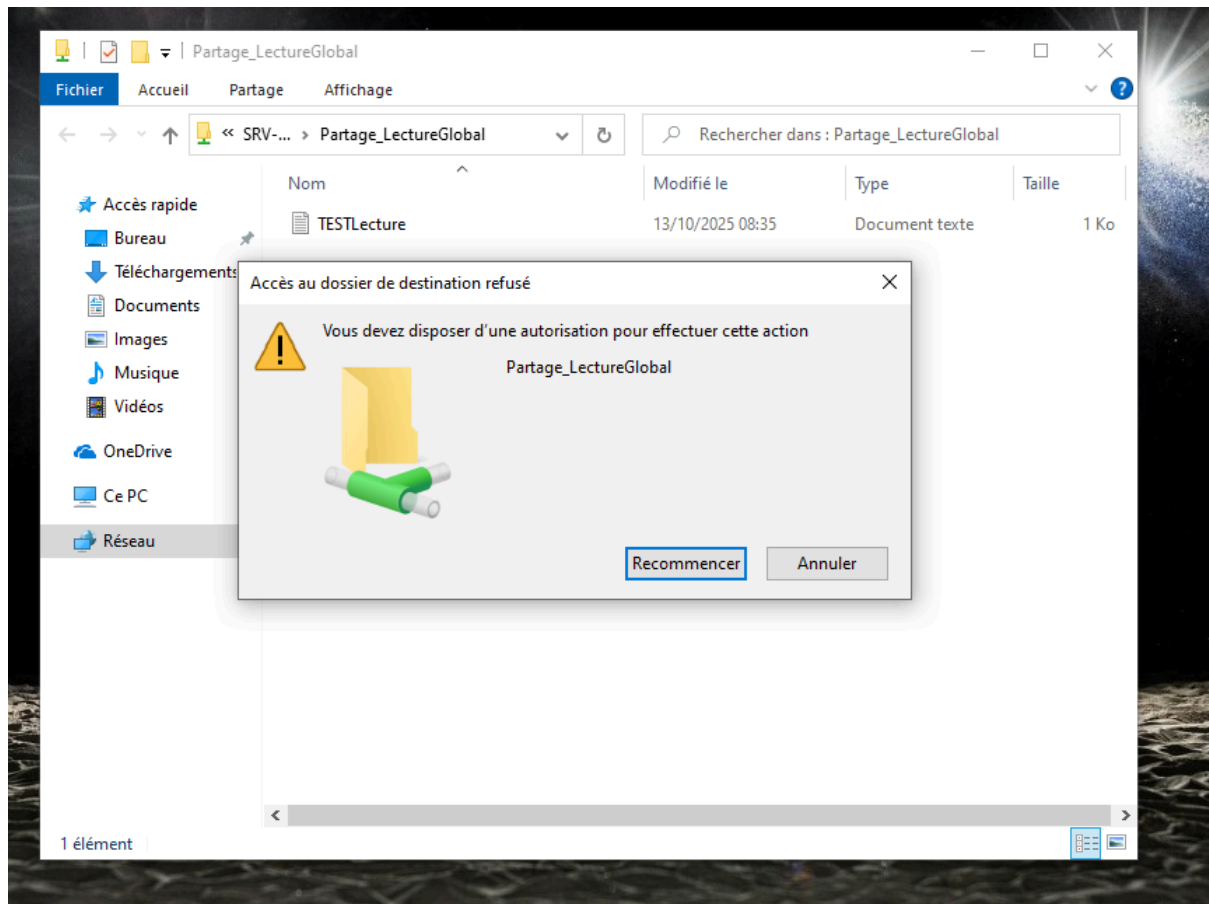 Partage_LectureGlobal
Fichier Accueil Partage Affichage
« SRV-... › Partage_LectureGlobal
Rechercher dans : Partage_LectureGlobal
Nom Modifié le Type Taille
TESTLecture 13/10/2025 08:35 Document texte 1 Ko
Accès rapide
Bureau
Téléchargements
Documents
Images
Musique
Vidéos
OneDrive
Ce PC
Réseau
Accès au dossier de destination refusé
Vous devez disposer d'une autorisation pour effectuer cette action
Partage_LectureGlobal
Recommencer Annuler
1 élément